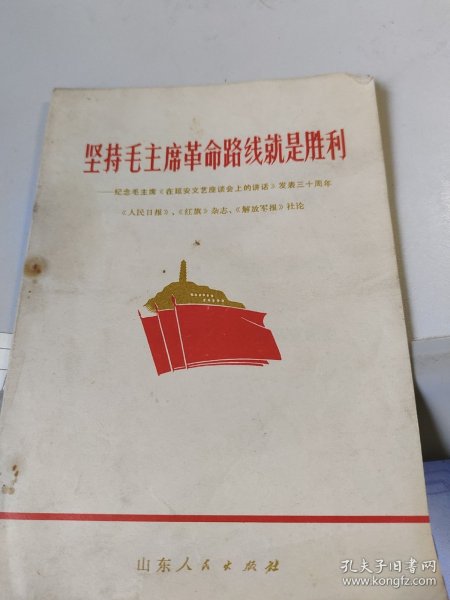 坚持毛主席革命路线就是胜利
——纪念毛主席《在延安文艺座谈会上的讲话》发表三十周年
《人民日报》、《红旗》杂志、《解放军报》社论
山东人民出版社
孔夫子旧书网
www.kongfz.com